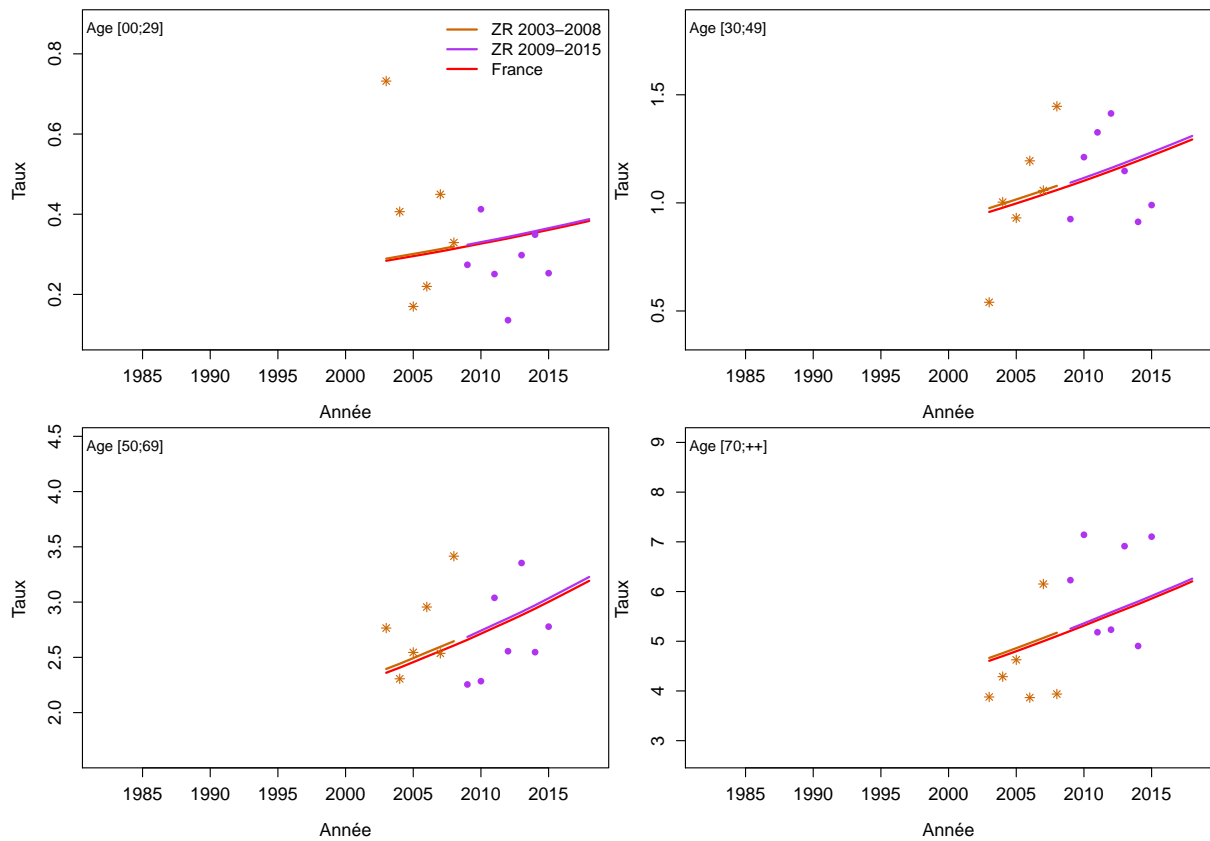 Age [00;29]
ZR 2003−2008
ZR 2009−2015
France
0.8
0.6
0.4
0.2
Taux
1985 1990 1995 2000 2005 2010 2015
Année
Age [30;49]
1.5
1.0
0.5
Taux
1985 1990 1995 2000 2005 2010 2015
Année
Age [50;69]
4.5
4.0
3.5
3.0
2.5
2.0
Taux
1985 1990 1995 2000 2005 2010 2015
Année
Age [70;++]
9
8
7
6
5
4
3
Taux
1985 1990 1995 2000 2005 2010 2015
Année